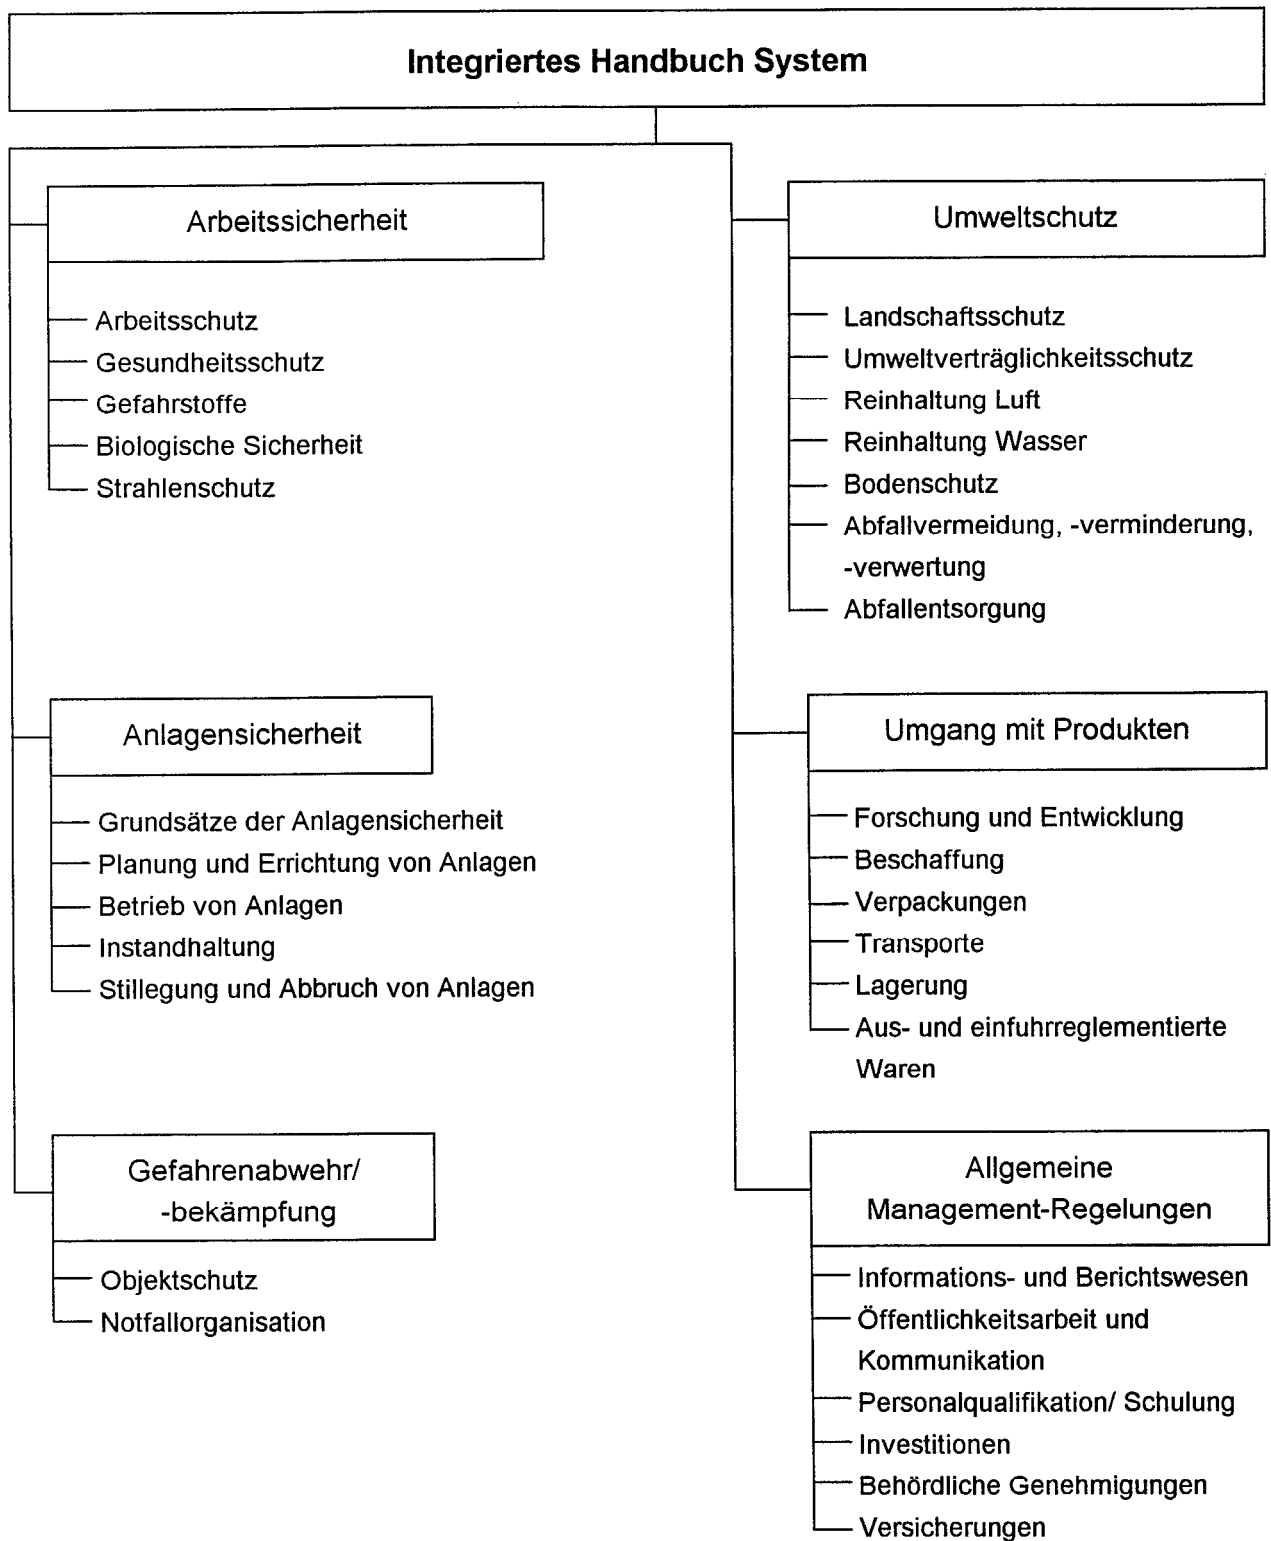 Integriertes Handbuch System
Arbeitssicherheit
Arbeitsschutz
Gesundheitsschutz
Gefahrstoffe
Biologische Sicherheit
Strahlenschutz
Anlagensicherheit
Grundsätze der Anlagensicherheit
Planung und Errichtung von Anlagen
Betrieb von Anlagen
Instandhaltung
Stillegung und Abbruch von Anlagen
Gefahrenabwehr/
-bekämpfung
Objektschutz
Notfallorganisation
Umweltschutz
Landschaftsschutz
Umweltverträglichkeitsschutz
Reinhaltung Luft
Reinhaltung Wasser
Bodenschutz
Abfallvermeidung, -verminderung,
-verwertung
Abfallentsorgung
Umgang mit Produkten
Forschung und Entwicklung
Beschaffung
Verpackungen
Transporte
Lagerung
Aus- und einfuhrreglementierte
Waren
Allgemeine
Management-Regelungen
Informations- und Berichtswesen
Öffentlichkeitsarbeit und
Kommunikation
Personalqualifikation/ Schulung
Investitionen
Behördliche Genehmigungen
Versicherungen